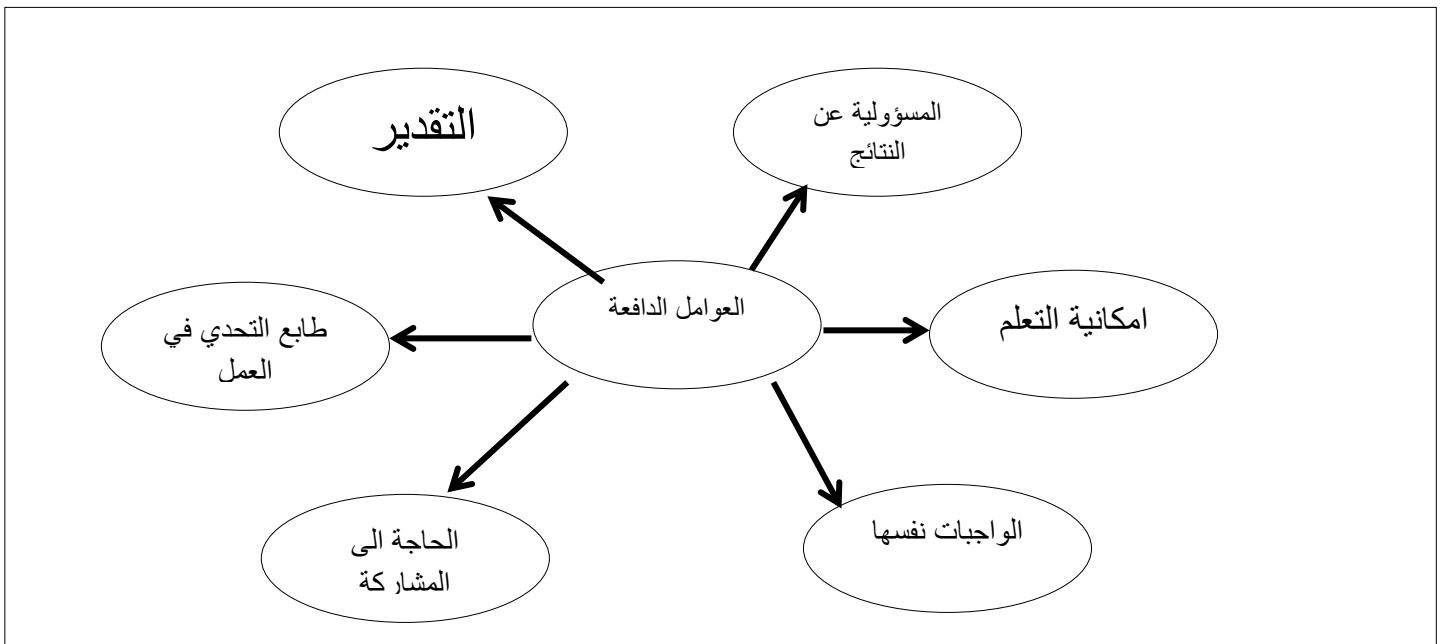 المسؤولية عن
النتائج
التقدير
امكانية التعلم
العوامل الدافعة
طابع التحدي في
العمل
الواجبات نفسها
الحاجة الى
المشاركة